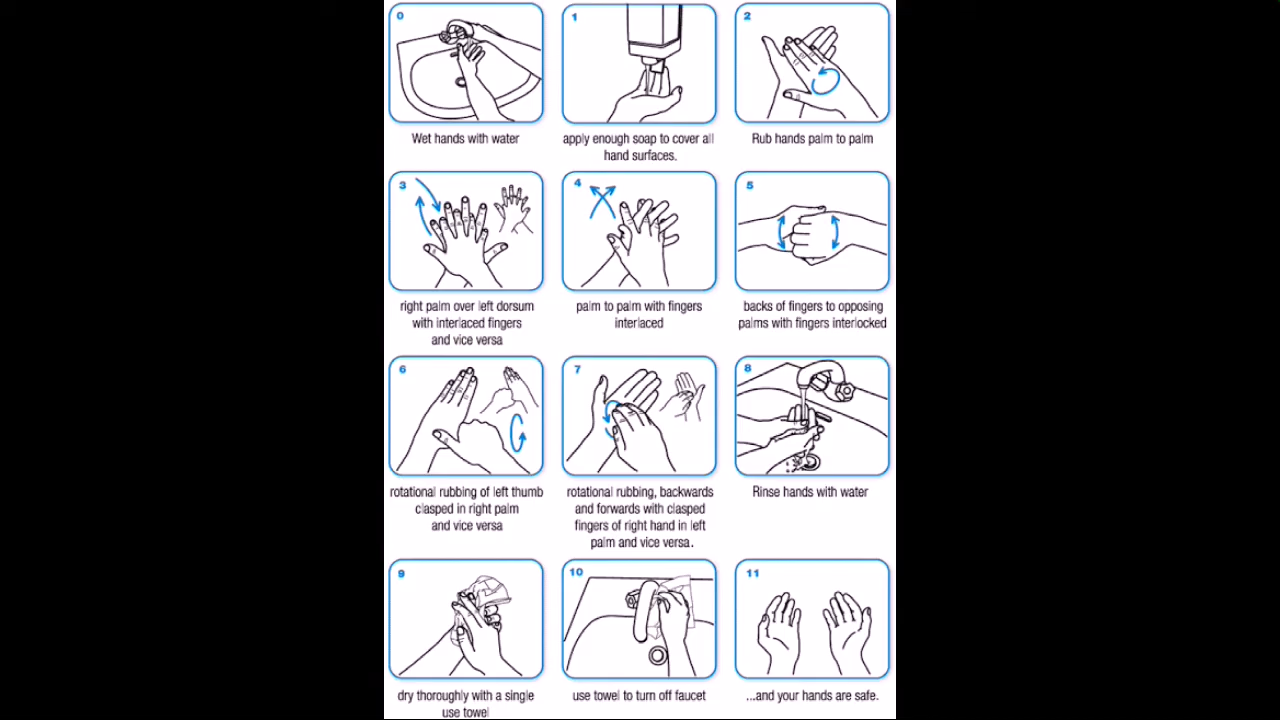 0
Wet hands with water
1
apply enough soap to cover all
hand surfaces.
2
Rub hands palm to palm
3
right palm over left dorsum
with interlaced fingers
and vice versa
4
palm to palm with fingers
interlaced
5
backs of fingers to opposing
palms with fingers interlocked
6
rotational rubbing of left thumb
clasped in right palm
and vice versa
7
rotational rubbing, backwards
and forwards with clasped
fingers of right hand in left
palm and vice versa.
8
Rinse hands with water
9
dry thoroughly with a single
use towel
10
use towel to turn off faucet
11
...and your hands are safe.